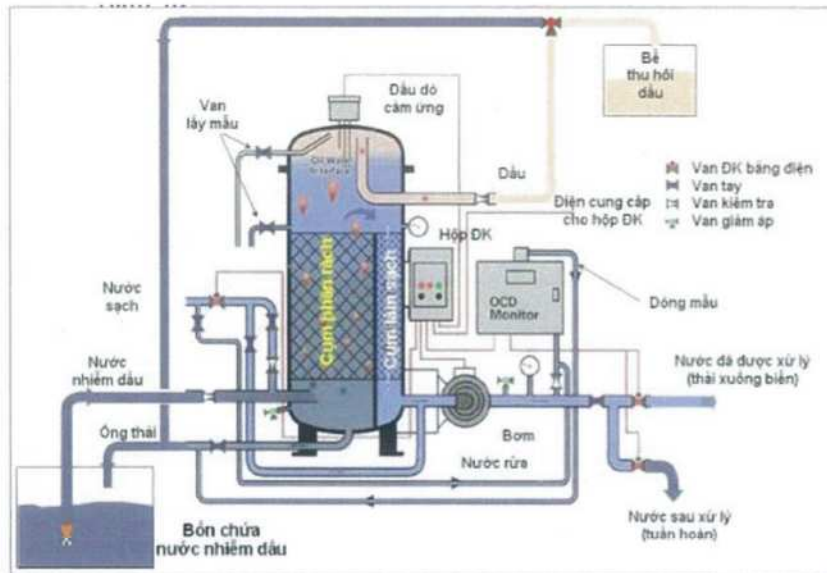 Bể
thu hồi
dầu
Đầu dò
cảm ứng
Van
lấy mẫu
Oil Water
Interface
Dầu
Van ĐK bằng điện
Van tay
Van kiểm tra
Van giảm áp
Điện cung cấp
cho hộp ĐK
Hộp ĐK
Cụm phân rách
Cụm làm sạch
Nước
sạch
OCD
Monitor
Dòng mẫu
Nước
nhiễm dầu
Nước đã được xử lý
(thải xuống biển)
Ống thải
Bơm
Nước rửa
Bồn chứa
nước nhiễm dầu
Nước sau xử lý
(tuần hoàn)